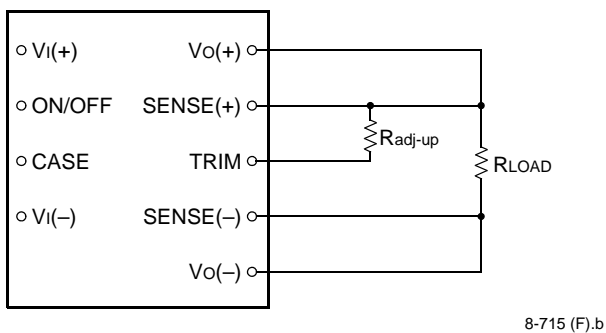 VI(+) VO(+)
ON/OFF SENSE(+)
Radj-up
CASE TRIM
RLOAD
VI(–) SENSE(–)
VO(–)
8-715 (F).b